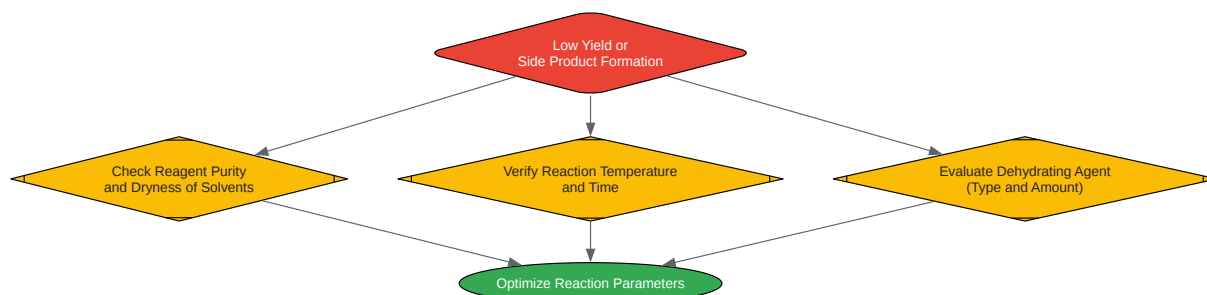 Low Yield or
Side Product Formation
Check Reagent Purity
and Dryness of Solvents
Verify Reaction Temperature
and Time
Evaluate Dehydrating Agent
(Type and Amount)
Optimize Reaction Parameters